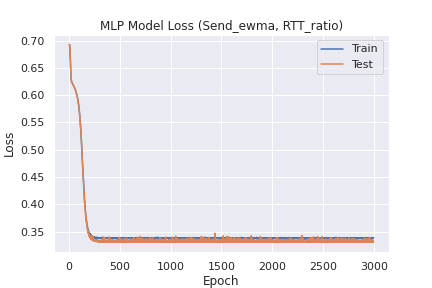 MLP Model Loss (Send_ewma, RTT_ratio)
Train
Test
Loss
0.70
0.65
0.60
0.55
0.50
0.45
0.40
0.35
0 500 1000 1500 2000 2500 3000
Epoch